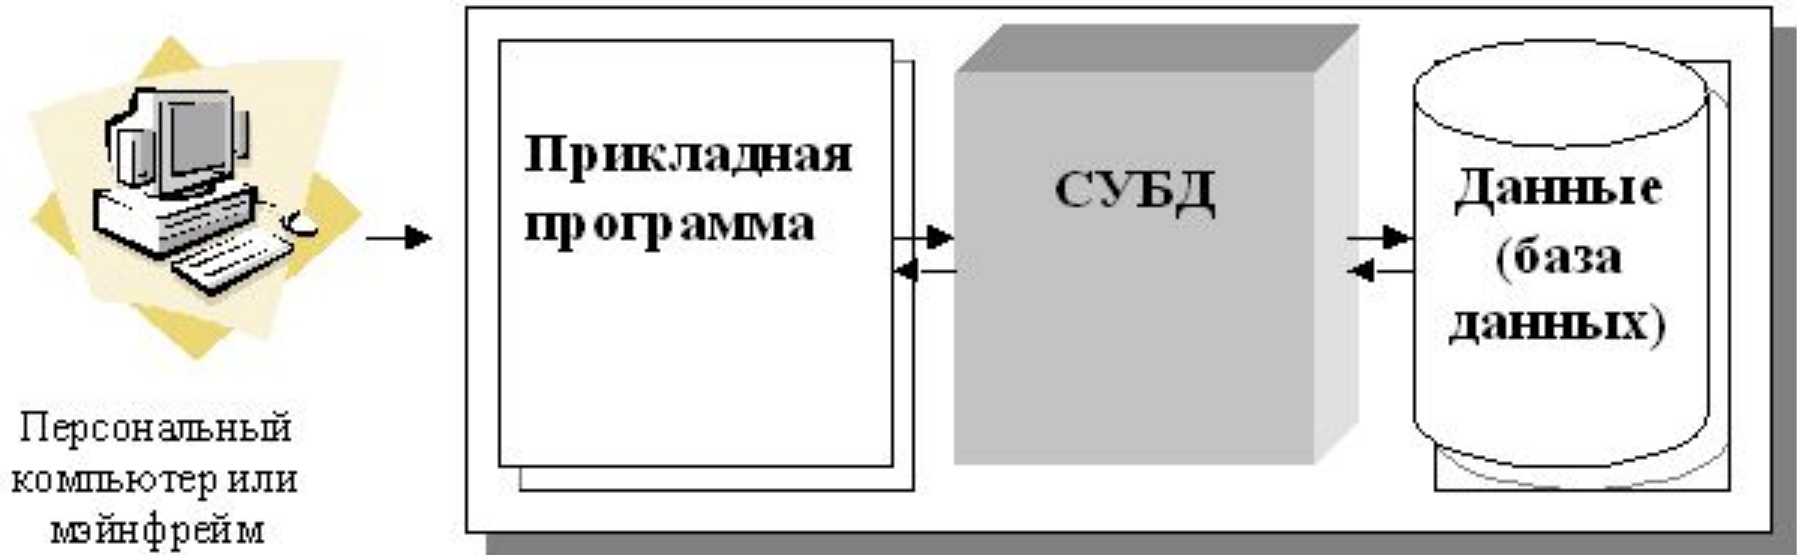 Прикладная
программа
СУБД
Данные
(база
данных)
Персональный
компьютер или
мэйнфрейм